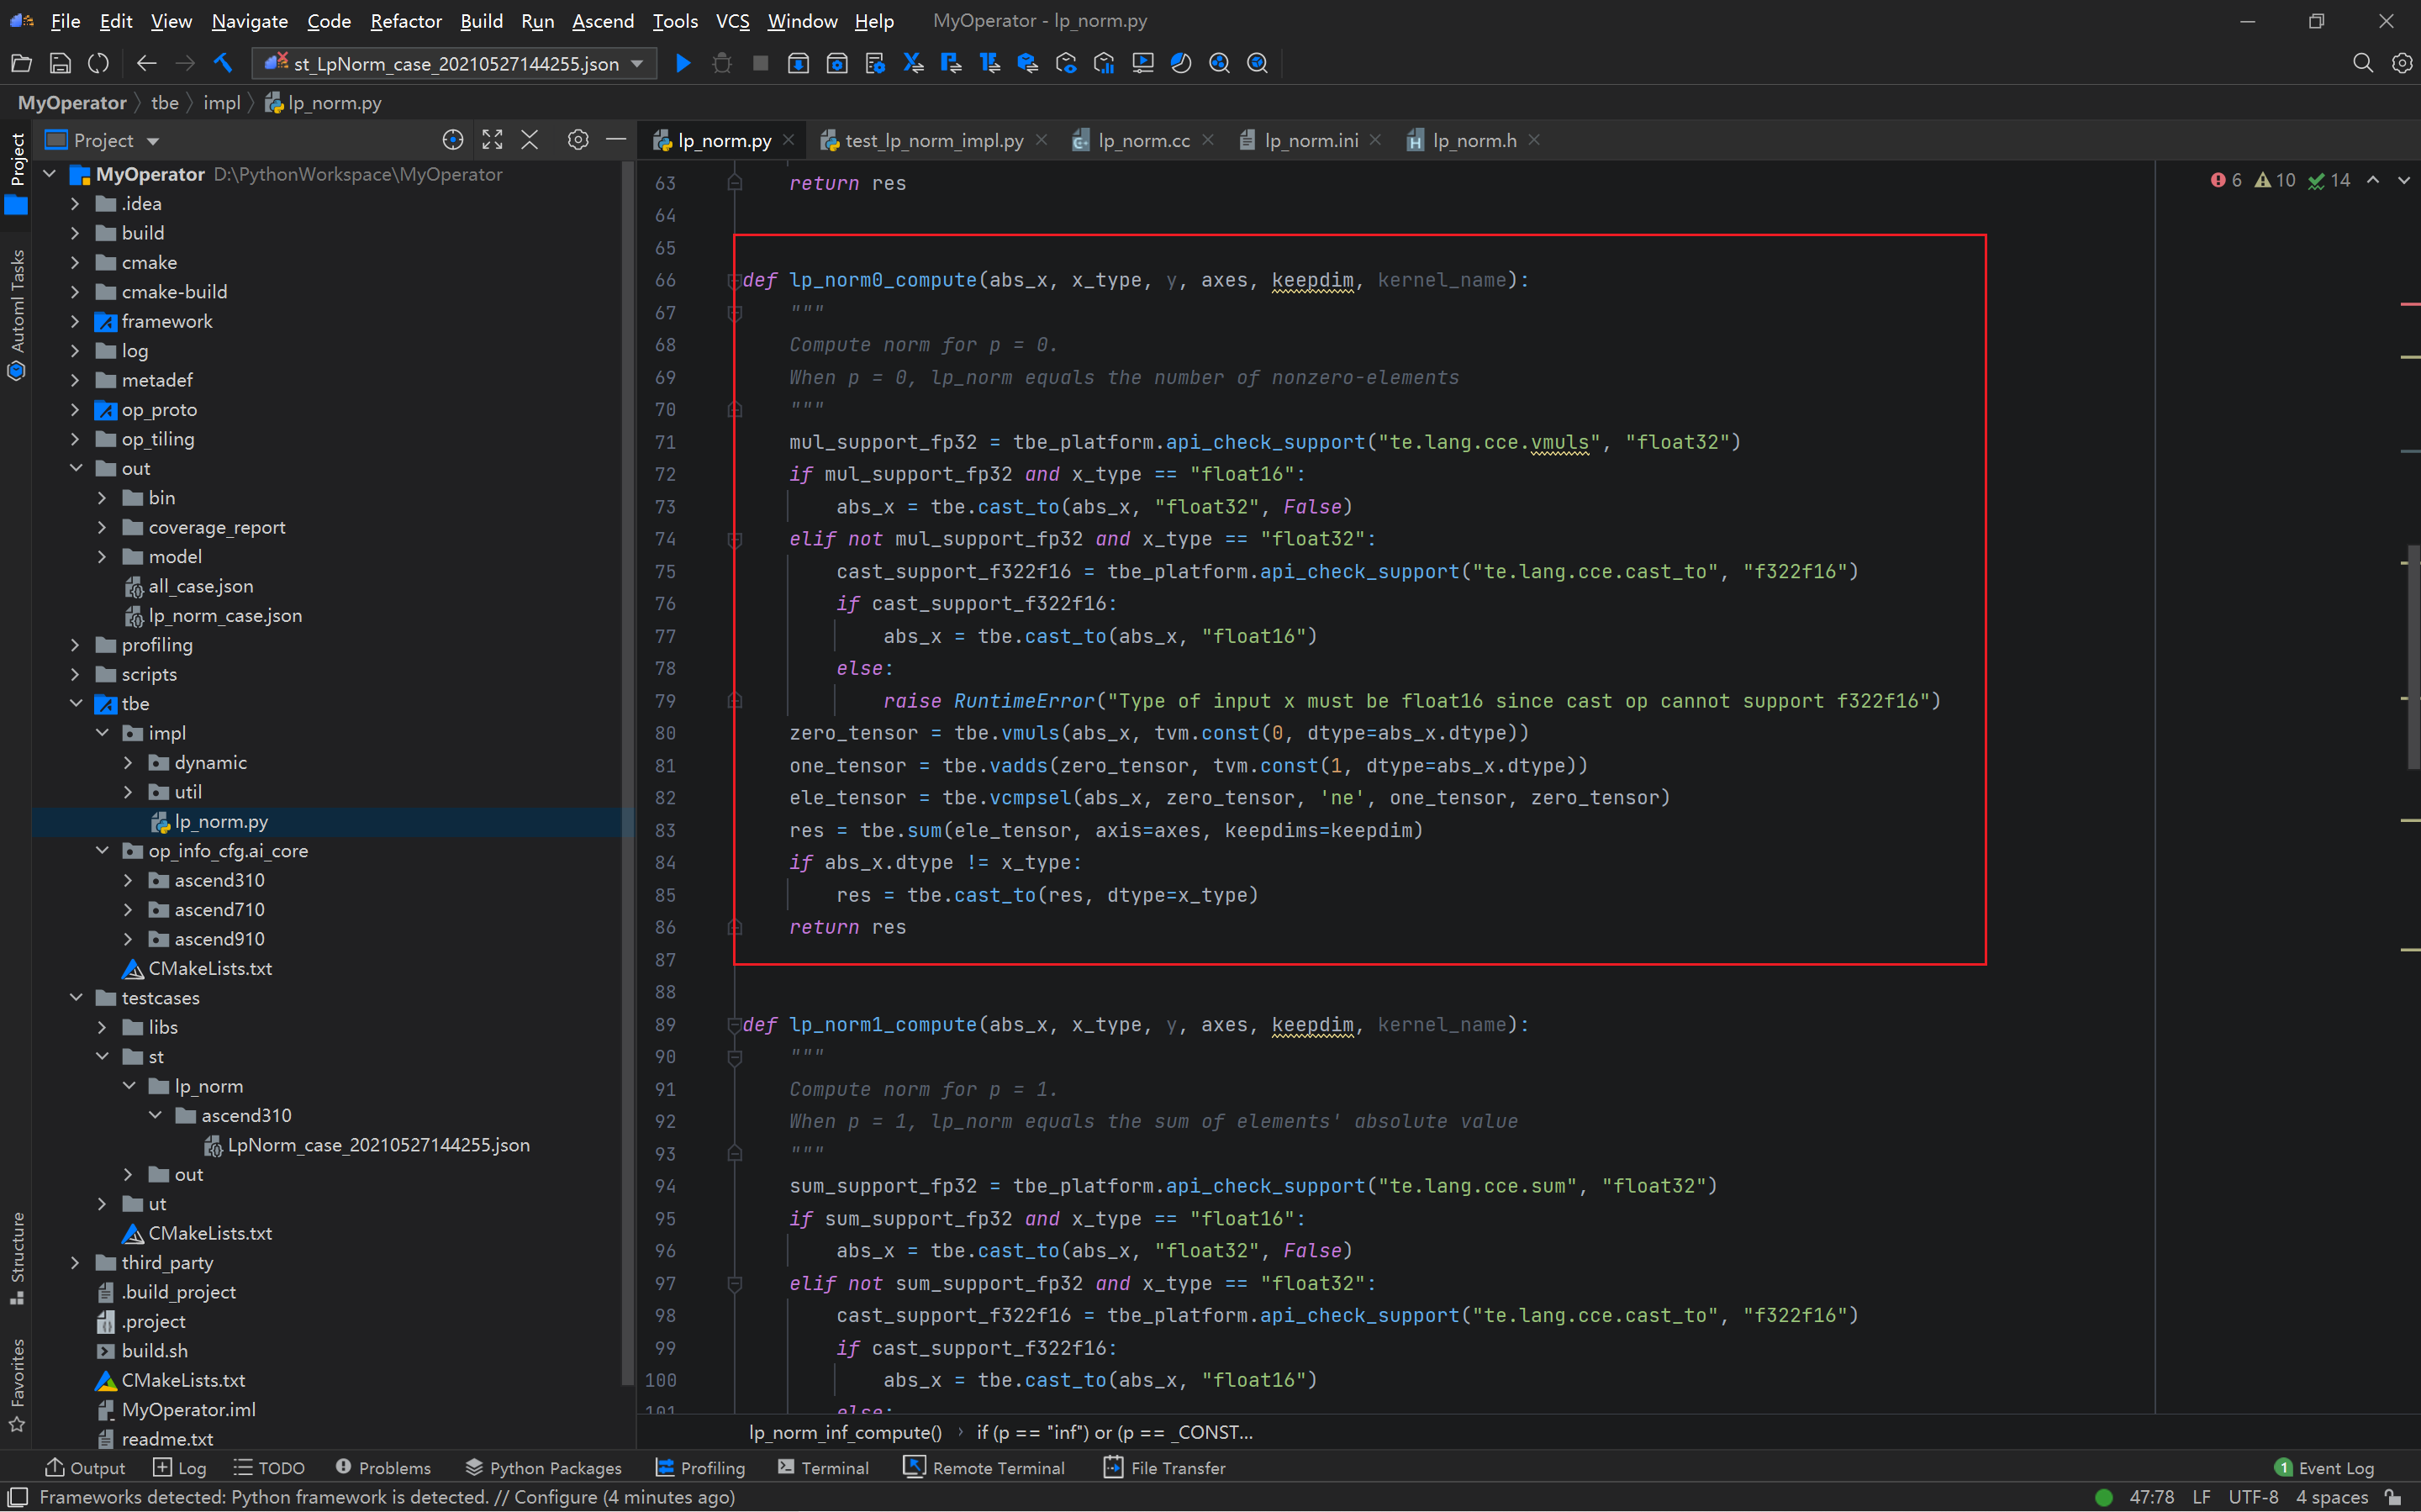 File Edit View Navigate Code Refactor Build Run Ascend Tools VCS Window Help MyOperator - lp_norm.py
st_LpNorm_case_20210527144255.json
MyOperator tbe impl lp_norm.py
Project
lp_norm.py test_lp_norm_impl.py lp_norm.cc lp_norm.ini lp_norm.h
Project
Automl Tasks
Structure
Favorites
MyOperator D:\PythonWorkspace\MyOperator
.idea
build
cmake
cmake-build
framework
log
metadef
op_proto
op_tiling
out
bin
coverage_report
model
all_case.json
lp_norm_case.json
profiling
scripts
tbe
impl
dynamic
util
lp_norm.py
op_info_cfg.ai_core
ascend310
ascend710
ascend910
CMakeLists.txt
testcases
libs
st
lp_norm
ascend310
LpNorm_case_20210527144255.json
out
ut
CMakeLists.txt
third_party
.build_project
.project
build.sh
CMakeLists.txt
MyOperator.iml
readme.txt
6 10 14
63 return res
64
65
66 def lp_norm0_compute(abs_x, x_type, y, axes, keepdim, kernel_name):
67 """
68 Compute norm for p = 0.
69 When p = 0, lp_norm equals the number of nonzero-elements
70 """
71 mul_support_fp32 = tbe_platform.api_check_support("te.lang.cce.vmuls", "float32")
72 if mul_support_fp32 and x_type == "float16":
73 abs_x = tbe.cast_to(abs_x, "float32", False)
74 elif not mul_support_fp32 and x_type == "float32":
75 cast_support_f322f16 = tbe_platform.api_check_support("te.lang.cce.cast_to", "f322f16")
76 if cast_support_f322f16:
77 abs_x = tbe.cast_to(abs_x, "float16")
78 else:
79 raise RuntimeError("Type of input x must be float16 since cast op cannot support f322f16")
80 zero_tensor = tbe.vmuls(abs_x, tvm.const(0, dtype=abs_x.dtype))
81 one_tensor = tbe.vadds(zero_tensor, tvm.const(1, dtype=abs_x.dtype))
82 ele_tensor = tbe.vcmpsel(abs_x, zero_tensor, 'ne', one_tensor, zero_tensor)
83 res = tbe.sum(ele_tensor, axis=axes, keepdims=keepdim)
84 if abs_x.dtype != x_type:
85 res = tbe.cast_to(res, dtype=x_type)
86 return res
87
88
89 def lp_norm1_compute(abs_x, x_type, y, axes, keepdim, kernel_name):
90 """
91 Compute norm for p = 1.
92 When p = 1, lp_norm equals the sum of elements' absolute value
93 """
94 sum_support_fp32 = tbe_platform.api_check_support("te.lang.cce.sum", "float32")
95 if sum_support_fp32 and x_type == "float16":
96 abs_x = tbe.cast_to(abs_x, "float32", False)
97 elif not sum_support_fp32 and x_type == "float32":
98 cast_support_f322f16 = tbe_platform.api_check_support("te.lang.cce.cast_to", "f322f16")
99 if cast_support_f322f16:
100 abs_x = tbe.cast_to(abs_x, "float16")
101 else:
lp_norm_inf_compute() › if (p == "inf") or (p == _CONST...
Output Log TODO Problems Python Packages Profiling Terminal Remote Terminal File Transfer 1 Event Log
Frameworks detected: Python framework is detected. // Configure (4 minutes ago) 47:78 LF UTF-8 4 spaces